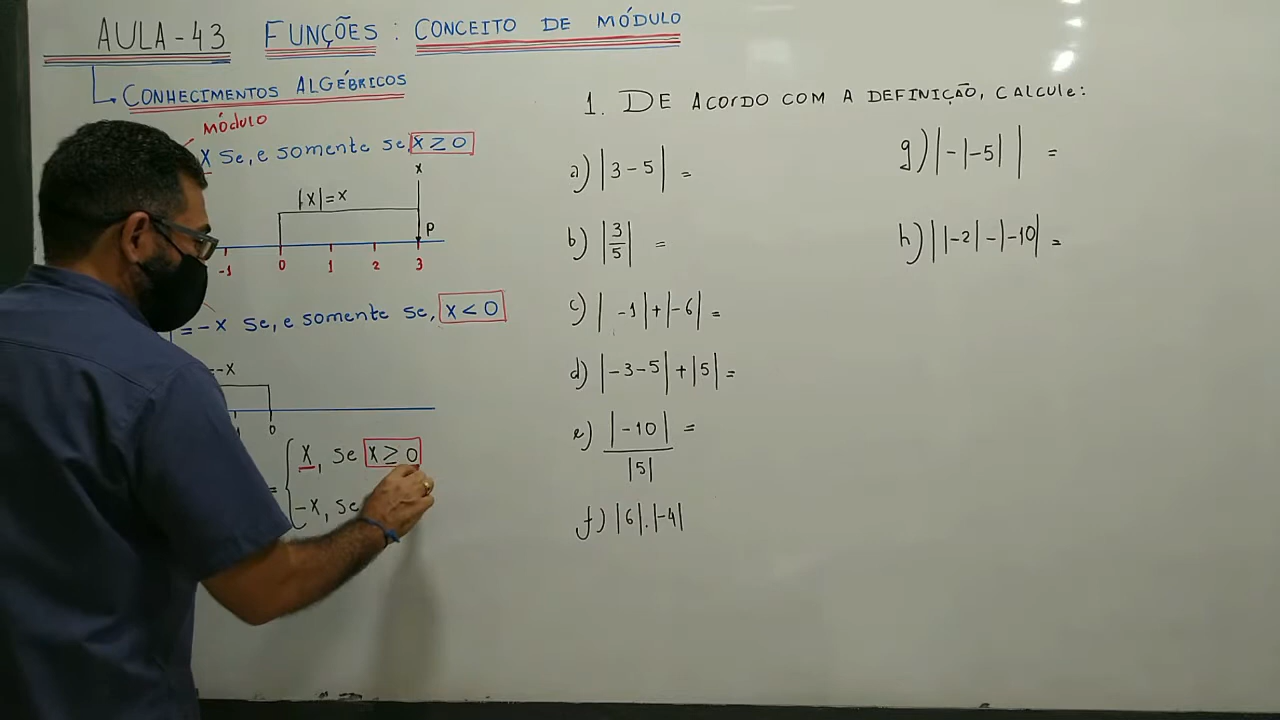 AULA-43 FUNÇÕES: CONCEITO DE MÓDULO
CONHECIMENTOS ALGÉBRICOS
módulo
X se, e somente se, x ≥ 0
x
|x|=x
P
-1 0 1 2 3
=-x se, e somente se, x < 0
--x
0
= { x, se x ≥ 0
-x, se
1. DE ACORDO COM A DEFINIÇÃO, CALCULE:
a) |3-5| =
b) |3/5| =
c) |-1|+|-6| =
d) |-3-5|+|5| =
e) |-10| =
|5|
f) |6|.|-4|
g) |-|-5| | =
h) ||-2|-|-10| =